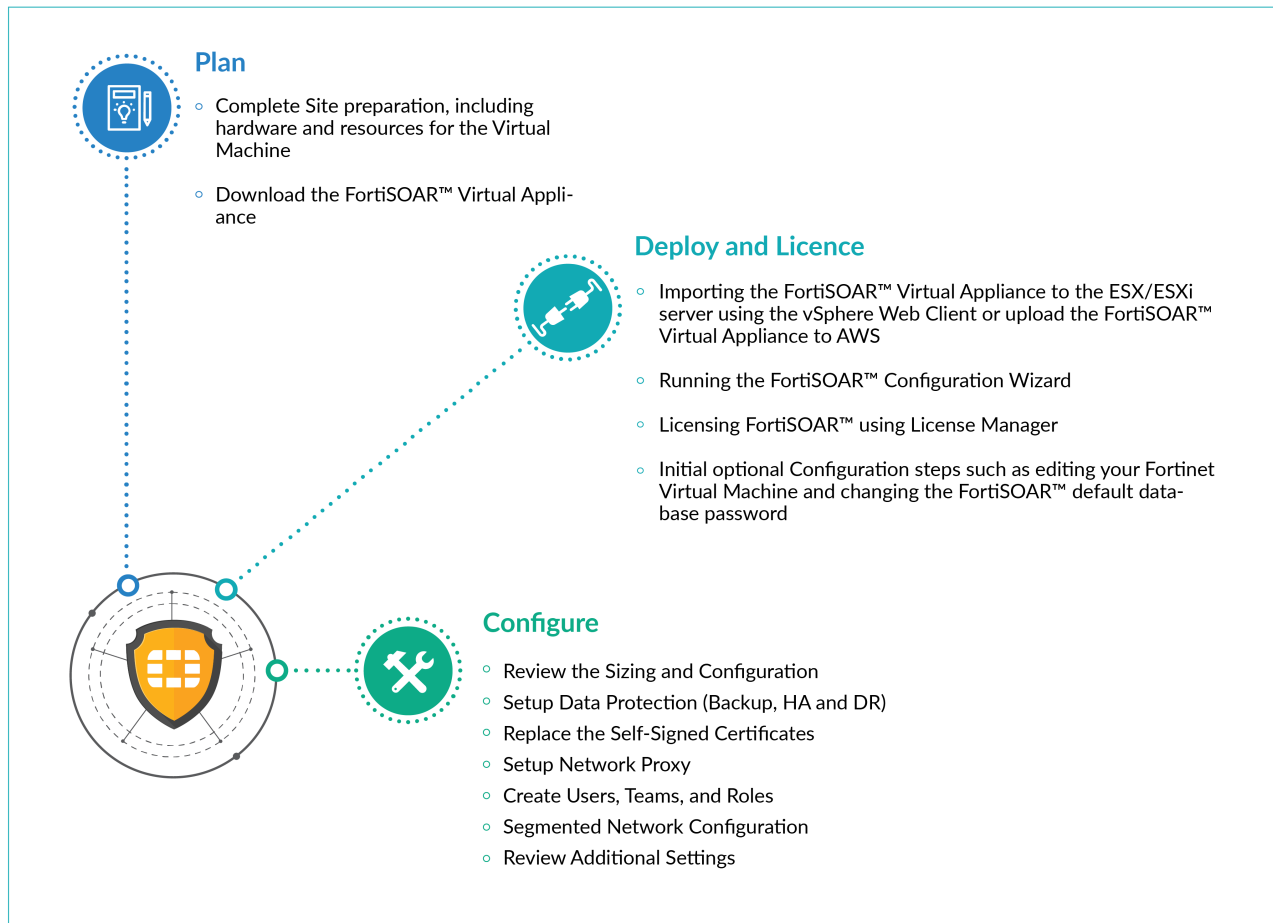 Plan
Complete Site preparation, including
hardware and resources for the Virtual
Machine
Download the FortiSOAR™ Virtual Appli-
ance
Deploy and Licence
Importing the FortiSOAR™ Virtual Appliance to the ESX/ESXi
server using the vSphere Web Client or upload the FortiSOAR™
Virtual Appliance to AWS
Running the FortiSOAR™ Configuration Wizard
Licensing FortiSOAR™ using License Manager
Initial optional Configuration steps such as editing your Fortinet
Virtual Machine and changing the FortiSOAR™ default data-
base password
Configure
Review the Sizing and Configuration
Setup Data Protection (Backup, HA and DR)
Replace the Self-Signed Certificates
Setup Network Proxy
Create Users, Teams, and Roles
Segmented Network Configuration
Review Additional Settings